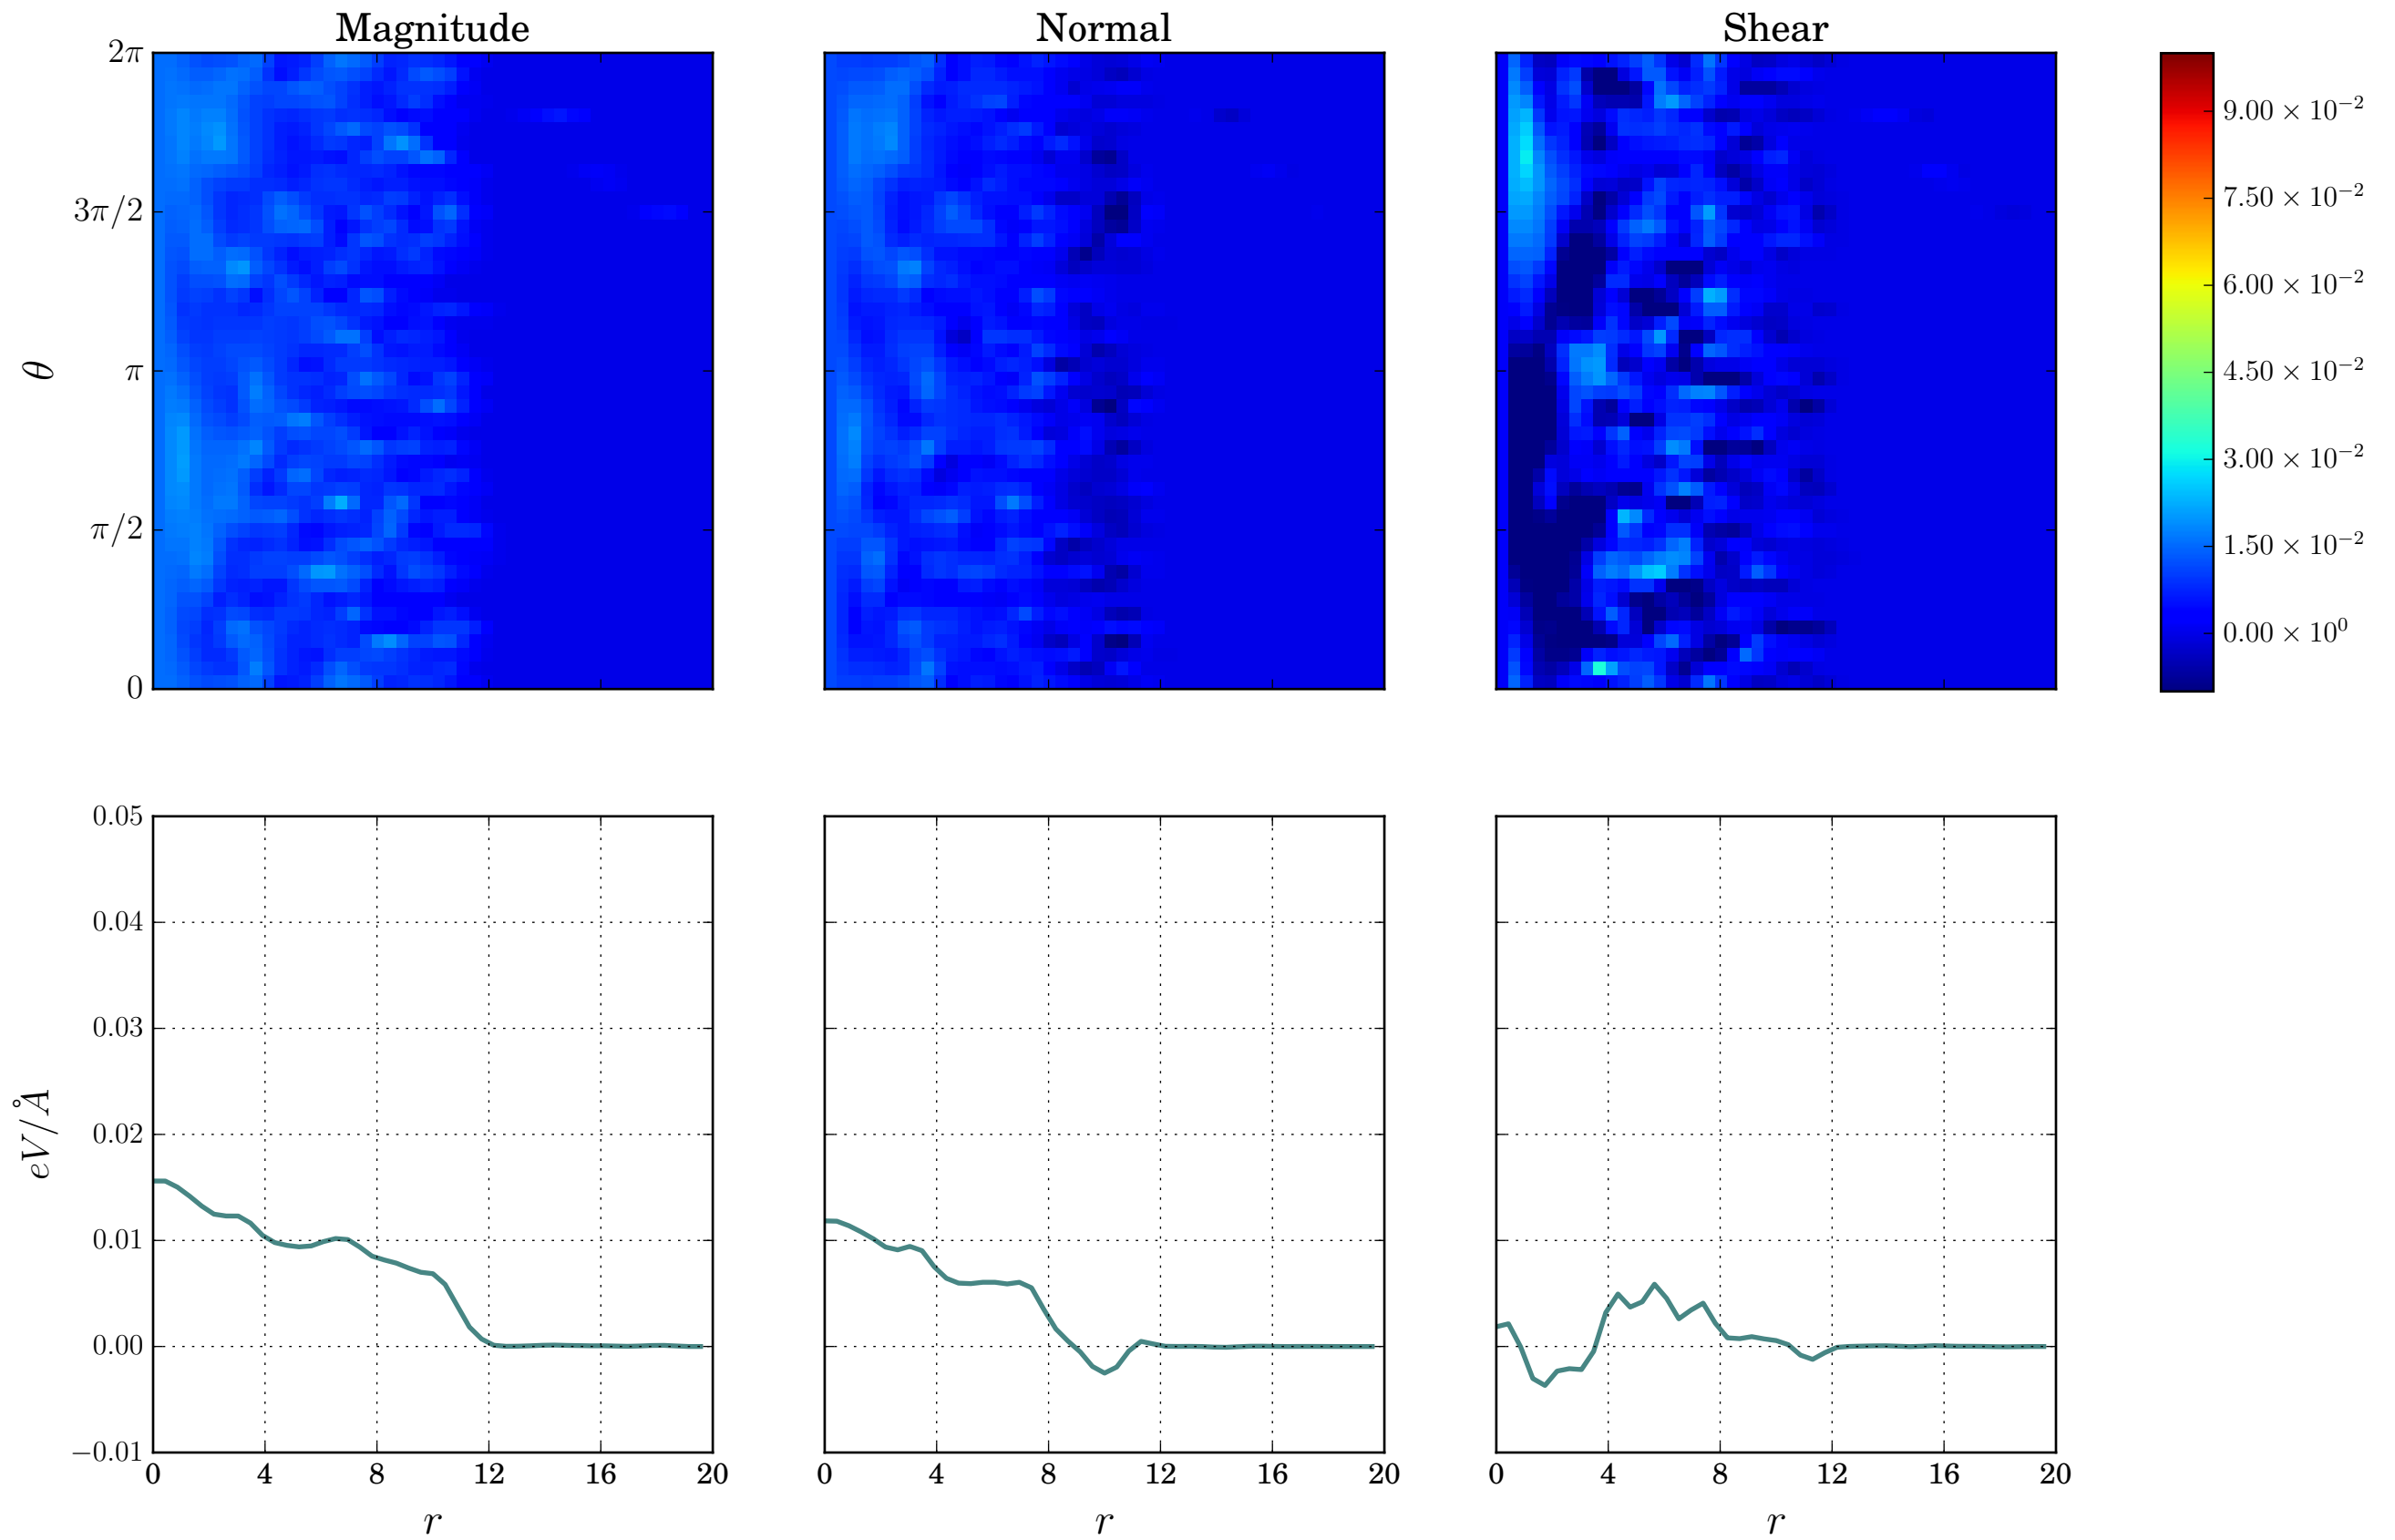 Magnitude Normal Shear
2π
3π/2
π
π/2
0
θ
9.00 × 10⁻²
7.50 × 10⁻²
6.00 × 10⁻²
4.50 × 10⁻²
3.00 × 10⁻²
1.50 × 10⁻²
0.00 × 10⁰
0.05
0.04
0.03
0.02
0.01
0.00
−0.01
eV/Å
0 4 8 12 16 20
0 4 8 12 16 20
0 4 8 12 16 20
r r r